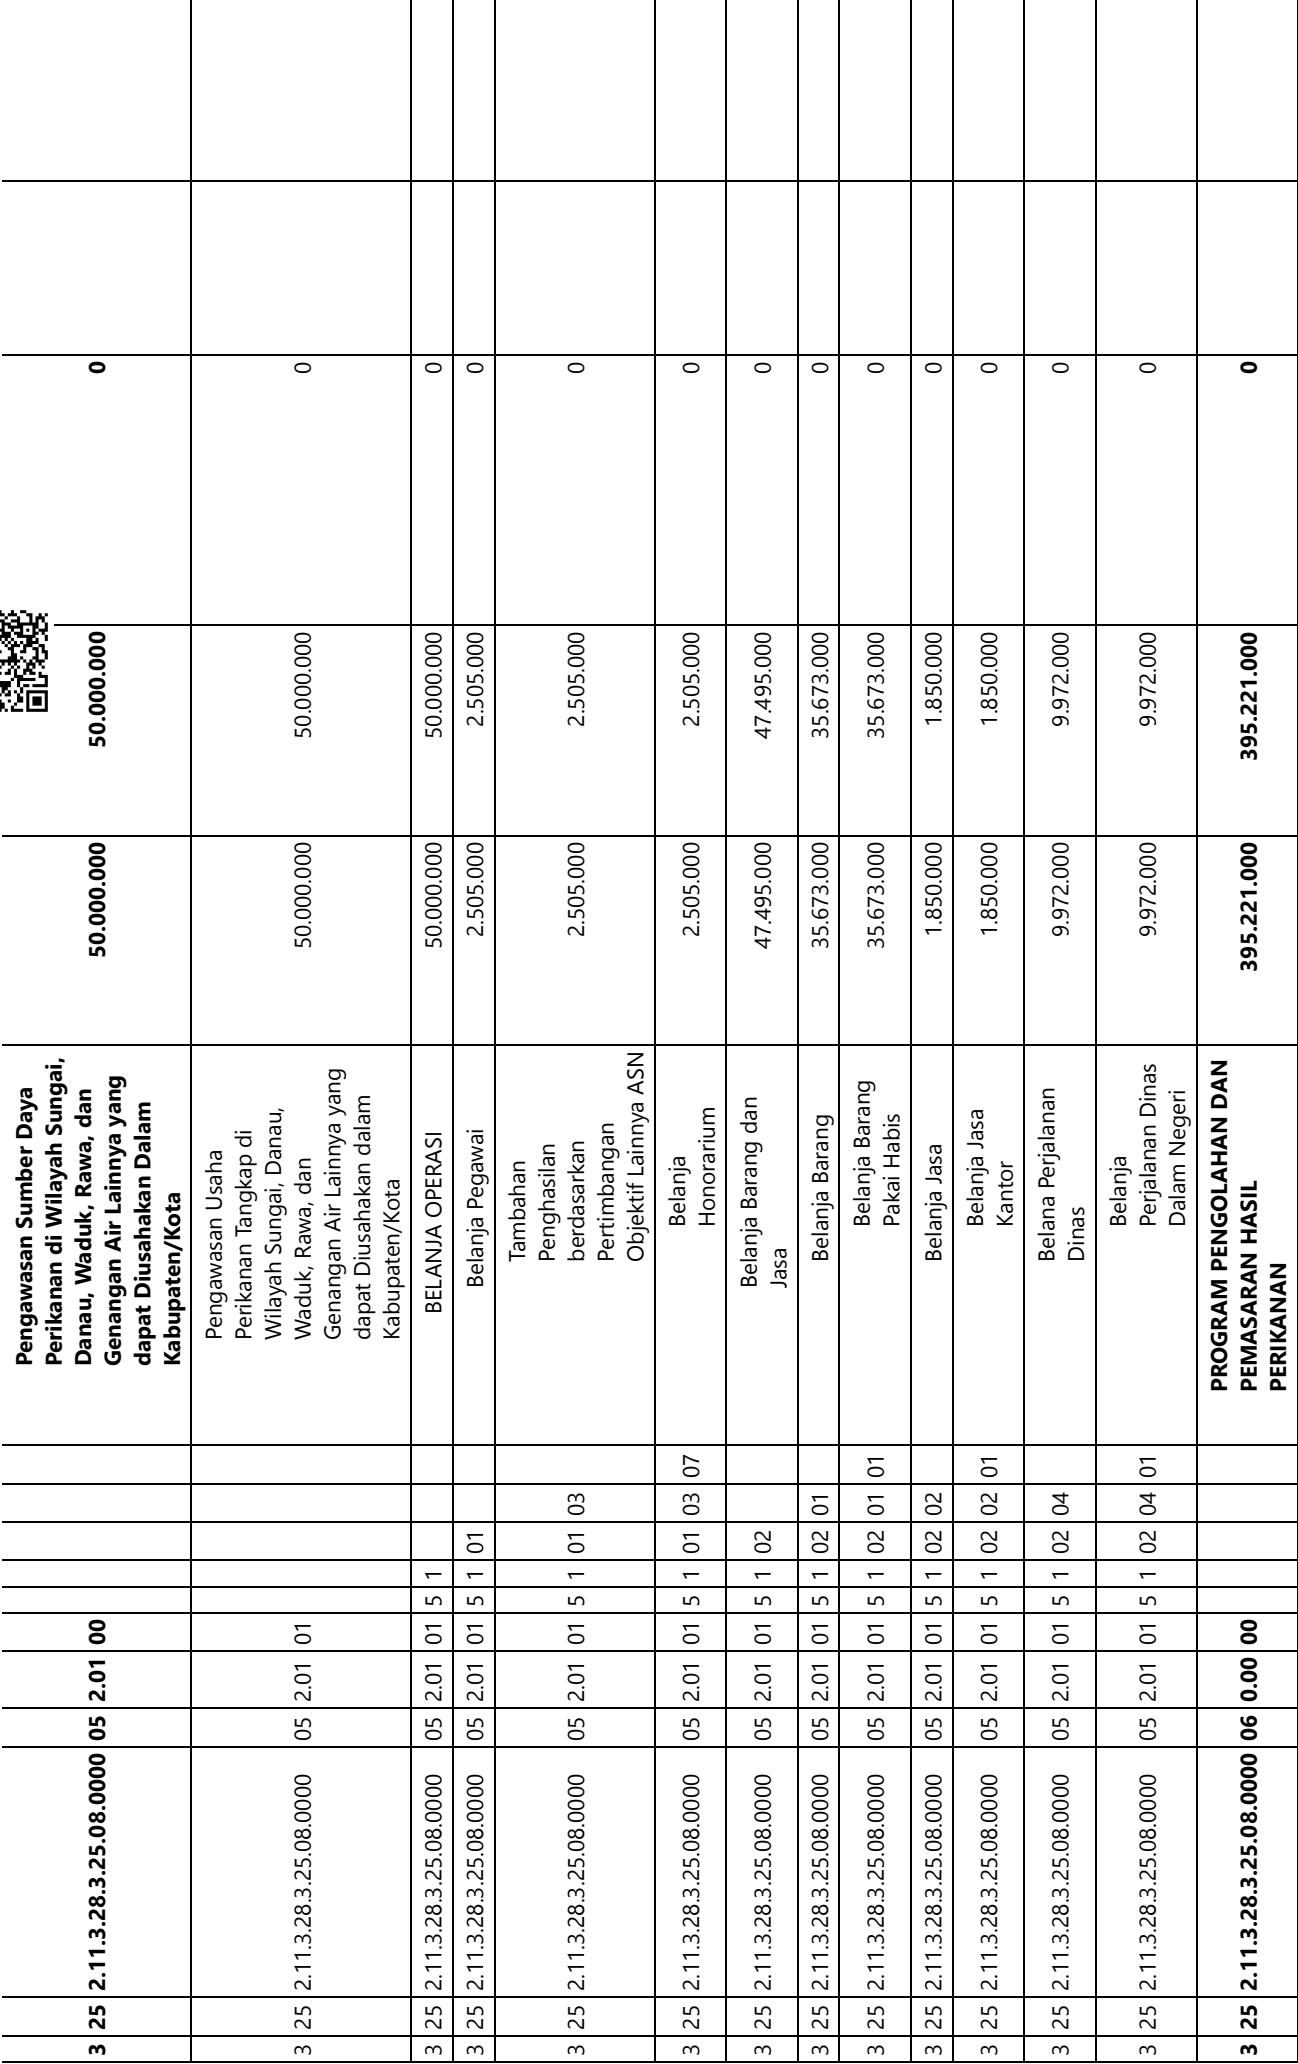 3 25 2.11.3.28.3.25.08.0000 05 2.01 00 Pengawasan Sumber Daya 50.000.000 50.000.000 0
Perikanan di Wilayah Sungai,
Danau, Waduk, Rawa, dan
Genangan Air Lainnya yang
dapat Diusahakan Dalam
Kabupaten/Kota
3 25 2.11.3.28.3.25.08.0000 05 2.01 01 Pengawasan Usaha 50.000.000 50.000.000 0
Perikanan Tangkap di
Wilayah Sungai, Danau,
Waduk, Rawa, dan
Genangan Air Lainnya yang
dapat Diusahakan dalam
Kabupaten/Kota
3 25 2.11.3.28.3.25.08.0000 05 2.01 01 5 1 BELANJA OPERASI 50.000.000 50.000.000 0
3 25 2.11.3.28.3.25.08.0000 05 2.01 01 5 1 01 Belanja Pegawai 2.505.000 2.505.000 0
3 25 2.11.3.28.3.25.08.0000 05 2.01 01 5 1 01 03 Tambahan 2.505.000 2.505.000 0
Penghasilan
berdasarkan
Pertimbangan
Objektif Lainnya ASN
3 25 2.11.3.28.3.25.08.0000 05 2.01 01 5 1 01 03 07 Belanja 2.505.000 2.505.000 0
Honorarium
3 25 2.11.3.28.3.25.08.0000 05 2.01 01 5 1 02 Belanja Barang dan 47.495.000 47.495.000 0
Jasa
3 25 2.11.3.28.3.25.08.0000 05 2.01 01 5 1 02 01 Belanja Barang 35.673.000 35.673.000 0
3 25 2.11.3.28.3.25.08.0000 05 2.01 01 5 1 02 01 01 Belanja Barang 35.673.000 35.673.000 0
Pakai Habis
3 25 2.11.3.28.3.25.08.0000 05 2.01 01 5 1 02 02 Belanja Jasa 1.850.000 1.850.000 0
3 25 2.11.3.28.3.25.08.0000 05 2.01 01 5 1 02 02 01 Belanja Jasa 1.850.000 1.850.000 0
Kantor
3 25 2.11.3.28.3.25.08.0000 05 2.01 01 5 1 02 04 Belana Perjalanan 9.972.000 9.972.000 0
Dinas
3 25 2.11.3.28.3.25.08.0000 05 2.01 01 5 1 02 04 01 Belanja 9.972.000 9.972.000 0
Perjalanan Dinas
Dalam Negeri
3 25 2.11.3.28.3.25.08.0000 06 0.00 00 PROGRAM PENGOLAHAN DAN 395.221.000 395.221.000 0
PEMASARAN HASIL
PERIKANAN